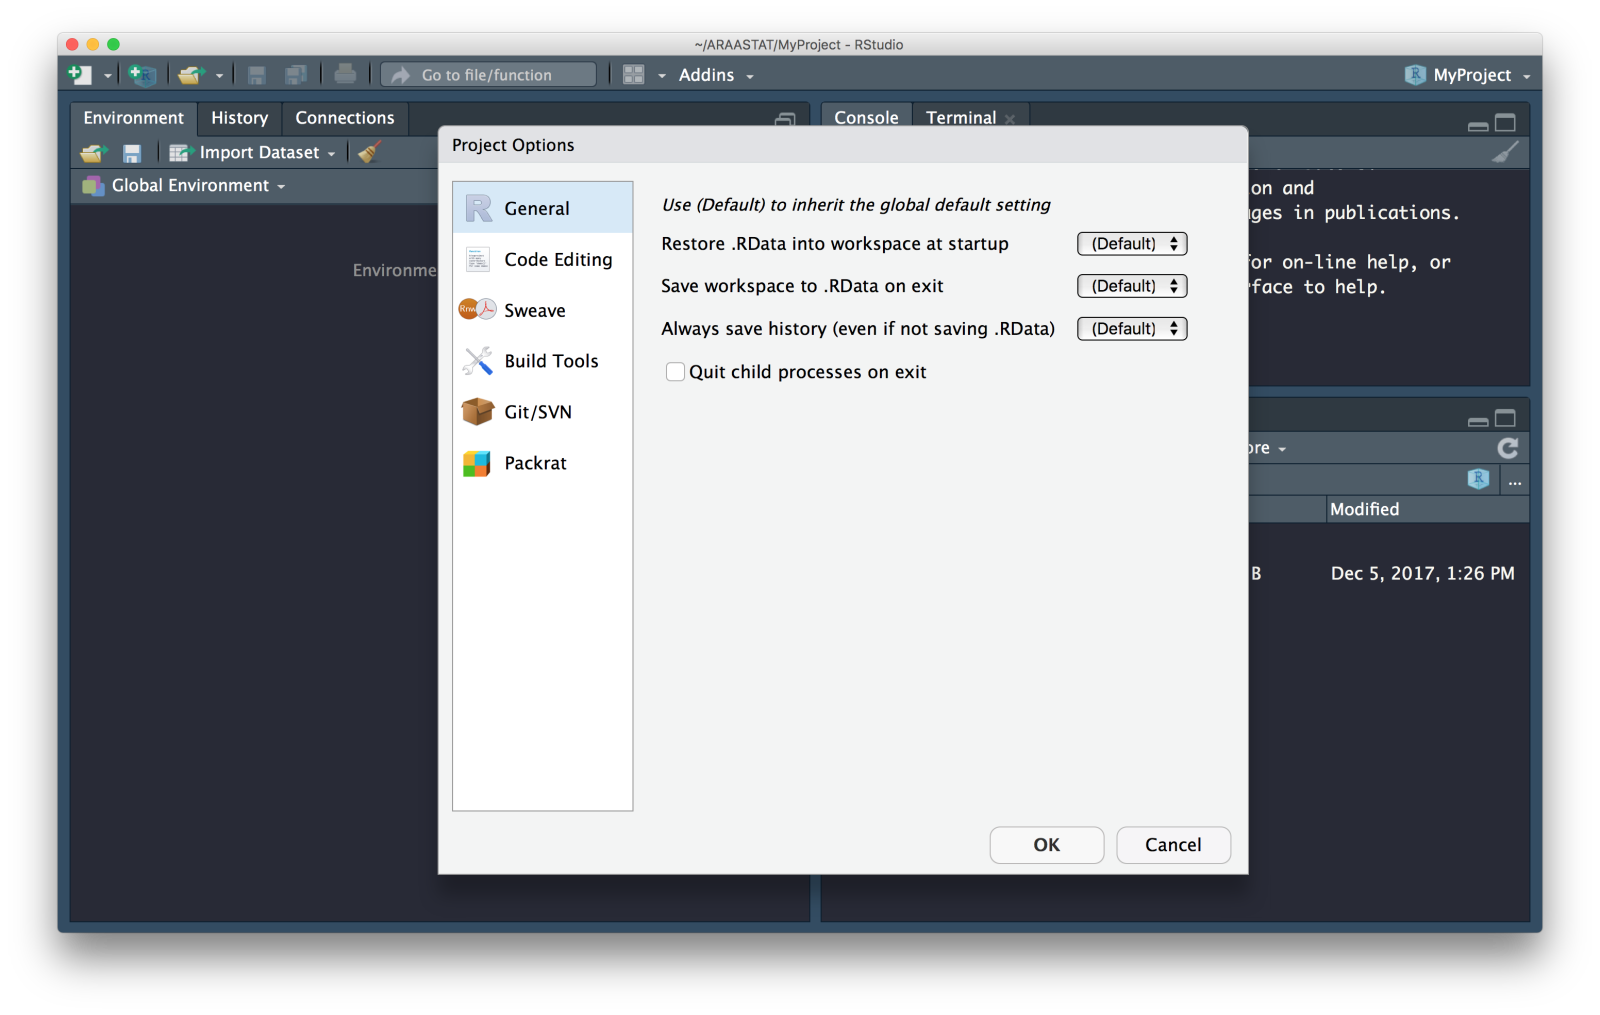 ~/ARAASTAT/MyProject - RStudio
Go to file/function
Addins
MyProject
Environment
History
Connections
Import Dataset
Global Environment
Environme
Console
Terminal
on and
ges in publications.
for on-line help, or
rface to help.
ore
...
Modified
B
Dec 5, 2017, 1:26 PM
Project Options
General
Code Editing
Sweave
Build Tools
Git/SVN
Packrat
Use (Default) to inherit the global default setting
Restore .RData into workspace at startup
(Default)
Save workspace to .RData on exit
(Default)
Always save history (even if not saving .RData)
(Default)
Quit child processes on exit
OK
Cancel